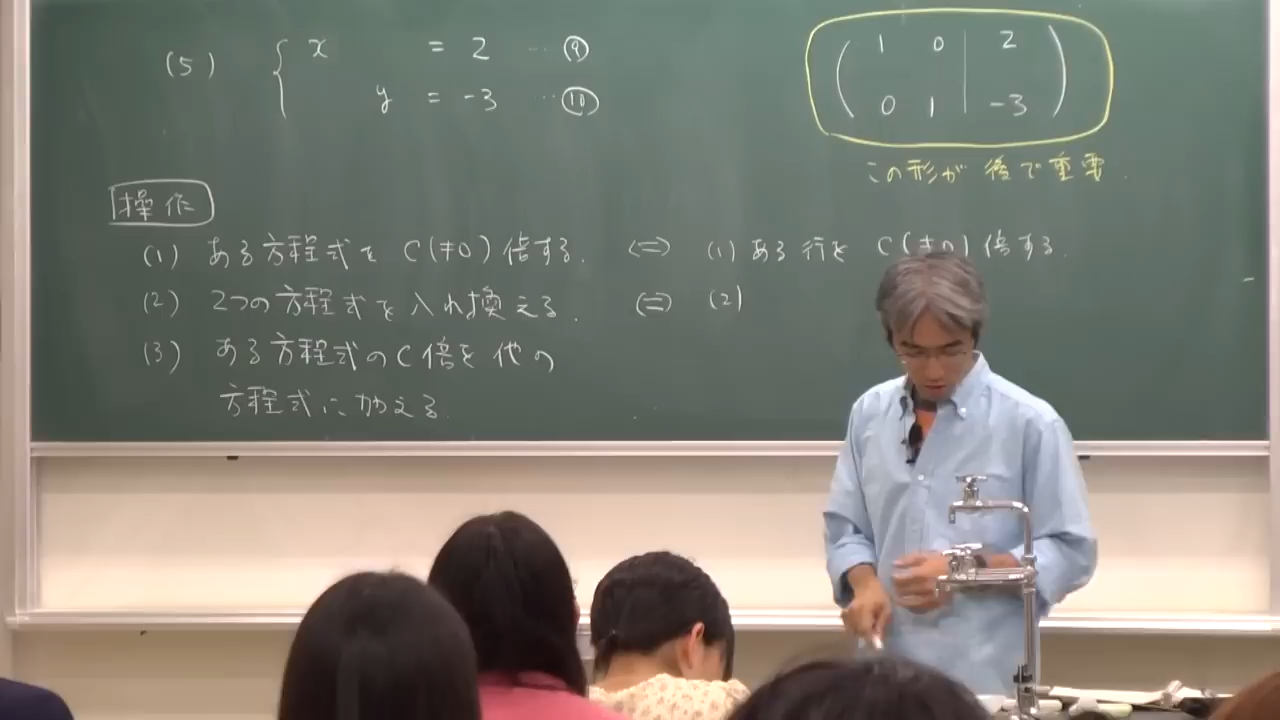 (5) { x = 2 … ⑨
y = -3 … ⑩
( 1 0 | 2 )
( 0 1 | -3 )
この形が後で重要.
操作
(1) ある方程式を C(≠0)倍する. ⇔ (1) ある行を C(≠0)倍する.
(2) 2つの方程式を入れ換える. ⇔ (2)
(3) ある方程式のC倍を他の
方程式に加える.